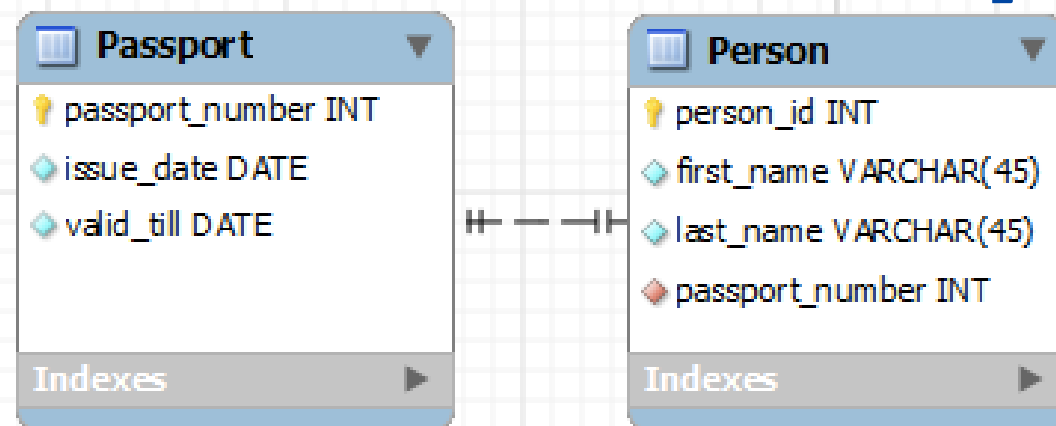 Passport
passport_number INT
issue_date DATE
valid_till DATE
Indexes
Person
person_id INT
first_name VARCHAR(45)
last_name VARCHAR(45)
passport_number INT
Indexes